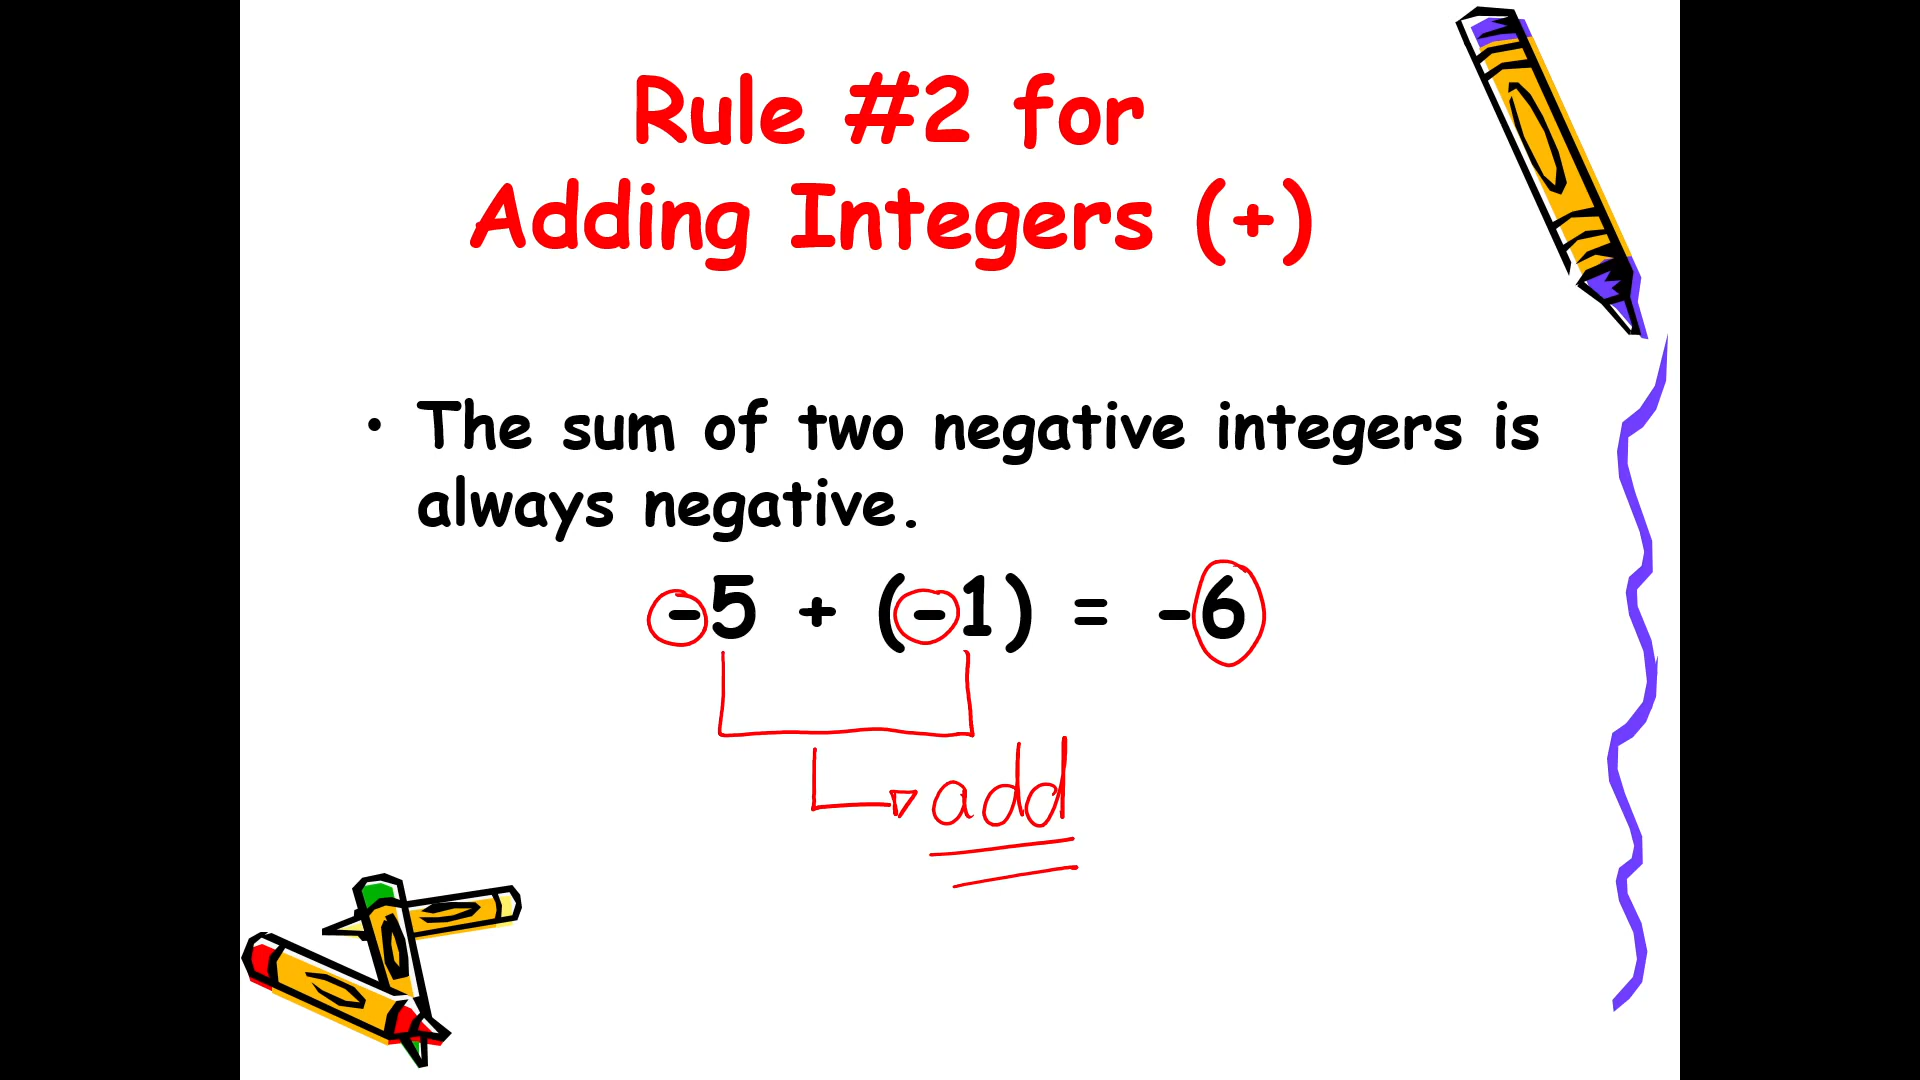 Rule #2 for
Adding Integers (+)
• The sum of two negative integers is
always negative.
-5 + (-1) = -6
add